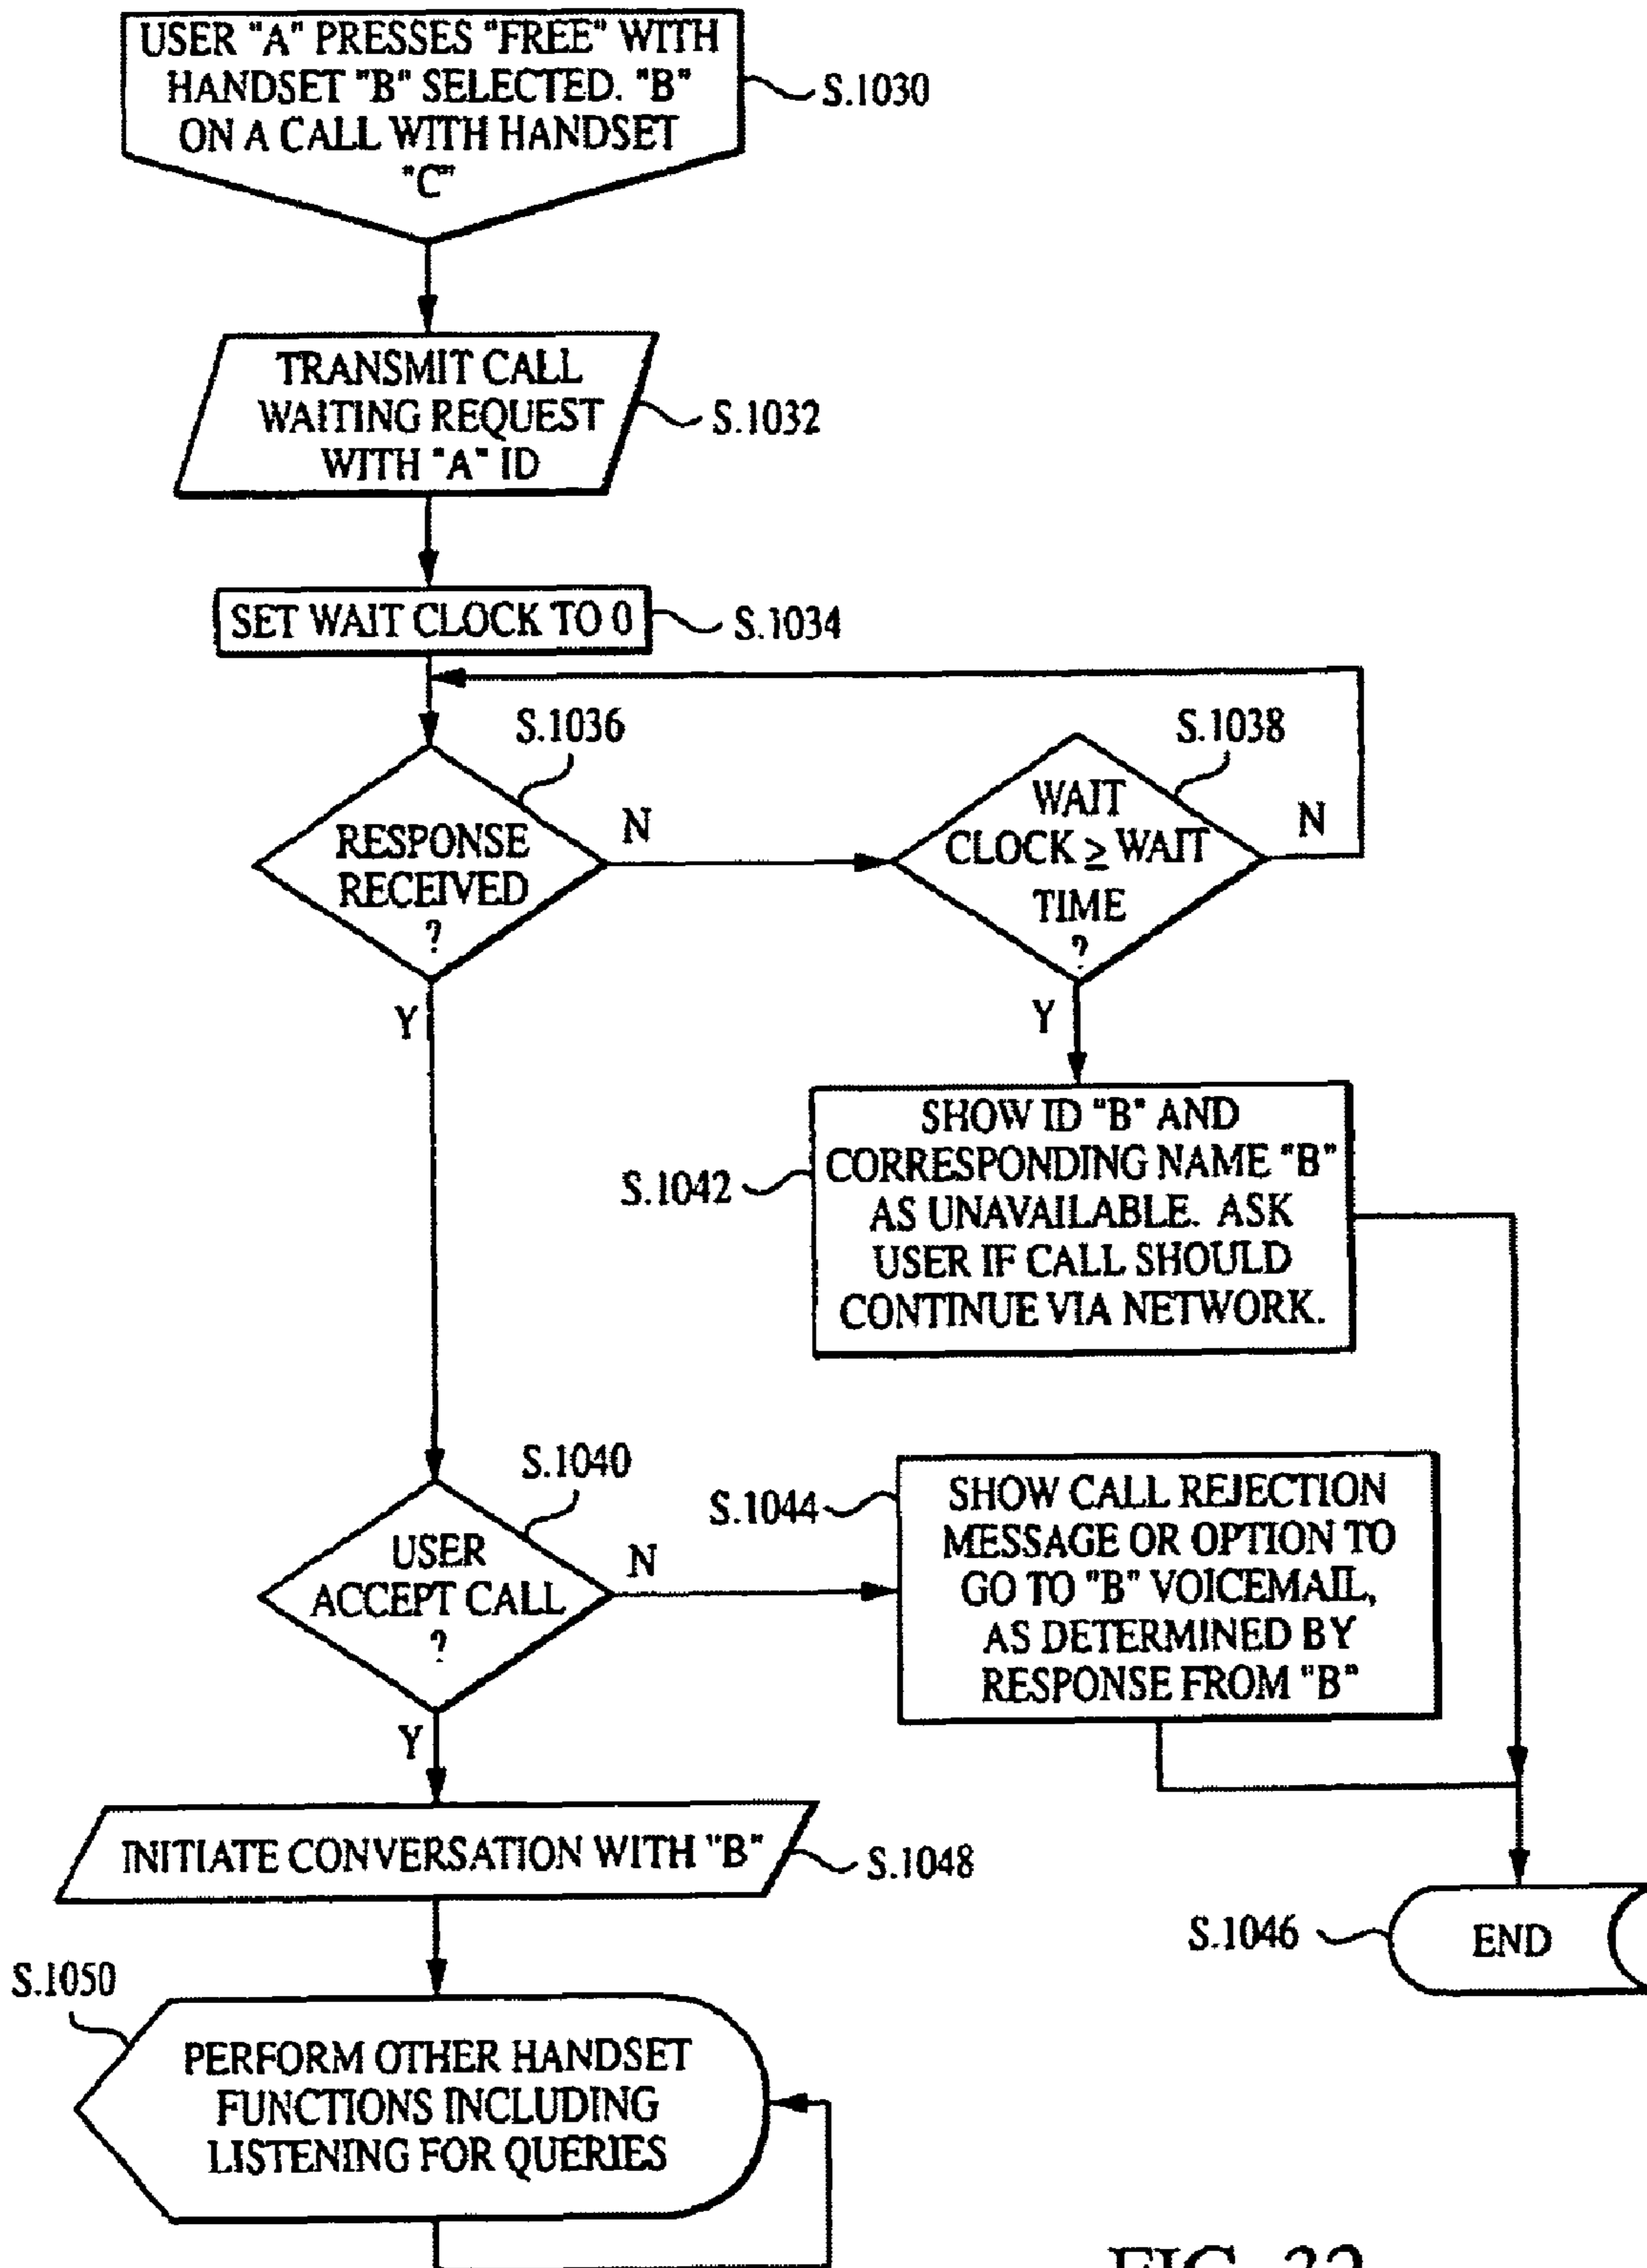 USER "A" PRESSES "FREE" WITH
HANDSET "B" SELECTED. "B"
ON A CALL WITH HANDSET
"C"
S.1030
TRANSMIT CALL
WAITING REQUEST
WITH "A" ID
S.1032
SET WAIT CLOCK TO 0
S.1034
S.1036
RESPONSE
RECEIVED
?
N
Y
S.1038
WAIT
CLOCK ≥ WAIT
TIME
?
N
Y
SHOW ID "B" AND
CORRESPONDING NAME "B"
AS UNAVAILABLE. ASK
USER IF CALL SHOULD
CONTINUE VIA NETWORK.
S.1042
S.1040
USER
ACCEPT CALL
?
N
Y
S.1044
SHOW CALL REJECTION
MESSAGE OR OPTION TO
GO TO "B" VOICEMAIL,
AS DETERMINED BY
RESPONSE FROM "B"
INITIATE CONVERSATION WITH "B"
S.1048
S.1046
END
S.1050
PERFORM OTHER HANDSET
FUNCTIONS INCLUDING
LISTENING FOR QUERIES
FIG. 32